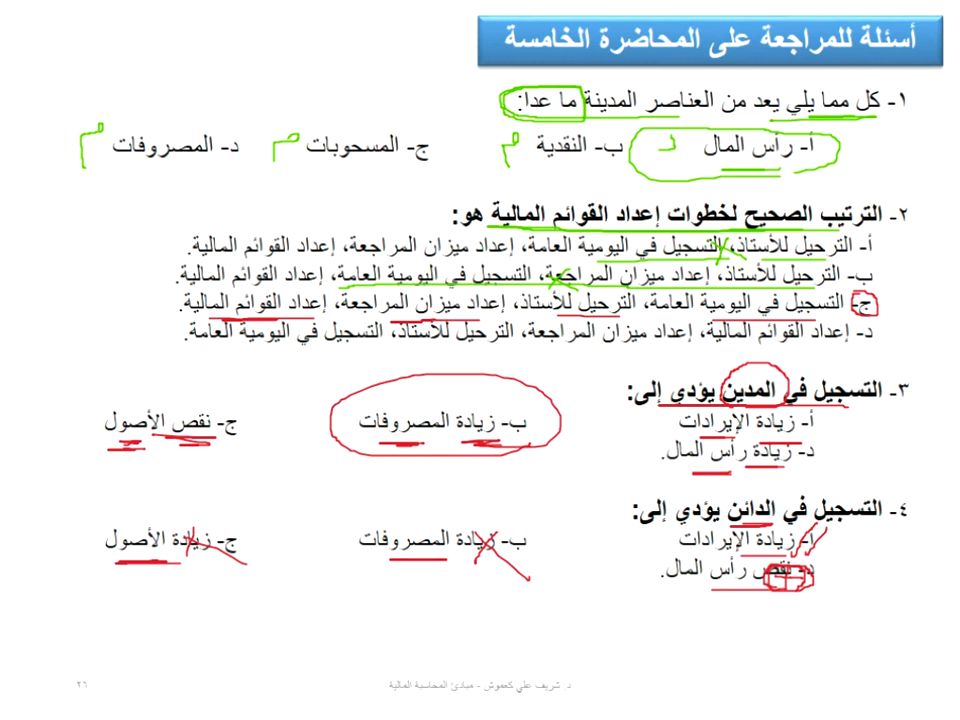 أسئلة للمراجعة على المحاضرة الخامسة
١- كل مما يلي يعد من العناصر المدينة ما عدا:
أ- رأس المال ب- النقدية ج- المسحوبات د- المصروفات
٢- الترتيب الصحيح لخطوات إعداد القوائم المالية هو:
أ- الترحيل للأستاذ، التسجيل في اليومية العامة، إعداد ميزان المراجعة، إعداد القوائم المالية.
ب- الترحيل للأستاذ، إعداد ميزان المراجعة، التسجيل في اليومية العامة، إعداد القوائم المالية.
ج- التسجيل في اليومية العامة، الترحيل للأستاذ، إعداد ميزان المراجعة، إعداد القوائم المالية.
د- إعداد القوائم المالية، إعداد ميزان المراجعة، الترحيل للأستاذ، التسجيل في اليومية العامة.
٣- التسجيل في المدين يؤدي إلى:
أ- زيادة الإيرادات ب- زيادة المصروفات ج- نقص الأصول
د- زيادة رأس المال.
٤- التسجيل في الدائن يؤدي إلى:
أ- زيادة الإيرادات ب- زيادة المصروفات ج- زيادة الأصول
د- نقص رأس المال.
د. شريف علي كعموش - مبادئ المحاسبة المالية ٢٦